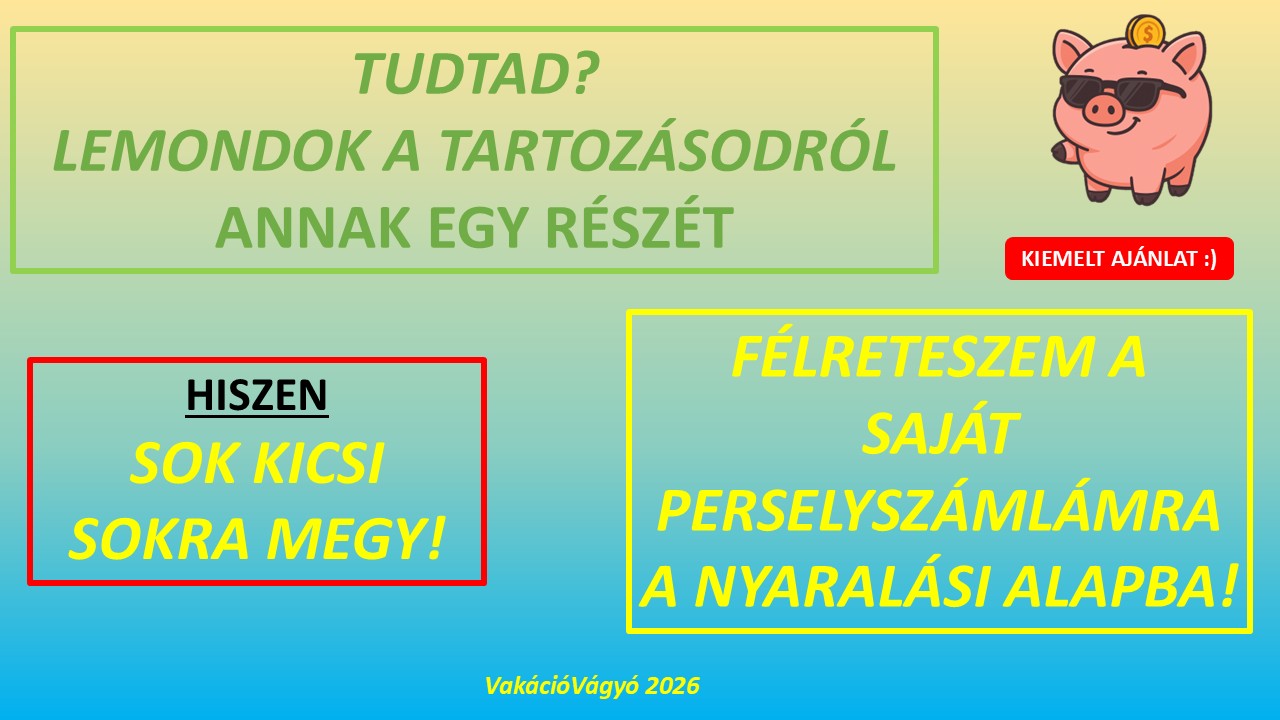 TUDTAD?
LEMONDOK A TARTOZÁSODRÓL
ANNAK EGY RÉSZÉT
KIEMELT AJÁNLAT :)
HISZEN
SOK KICSI
SOKRA MEGY!
FÉLRETESZEM A
SAJÁT
PERSELYSZÁMLÁMRA
A NYARALÁSI ALAPBA!
VakációVágyó 2026